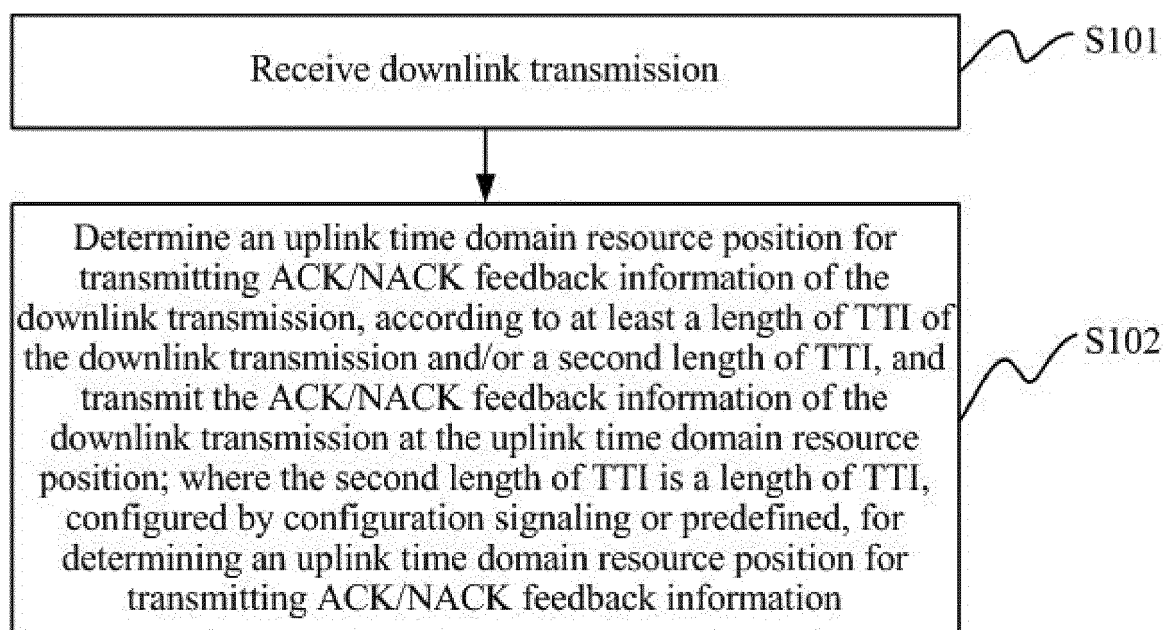 Receive downlink transmission
S101
Determine an uplink time domain resource position for
transmitting ACK/NACK feedback information of the
downlink transmission, according to at least a length of TTI of
the downlink transmission and/or a second length of TTI, and
transmit the ACK/NACK feedback information of the
downlink transmission at the uplink time domain resource
position; where the second length of TTI is a length of TTI,
configured by configuration signaling or predefined, for
determining an uplink time domain resource position for
transmitting ACK/NACK feedback information
S102